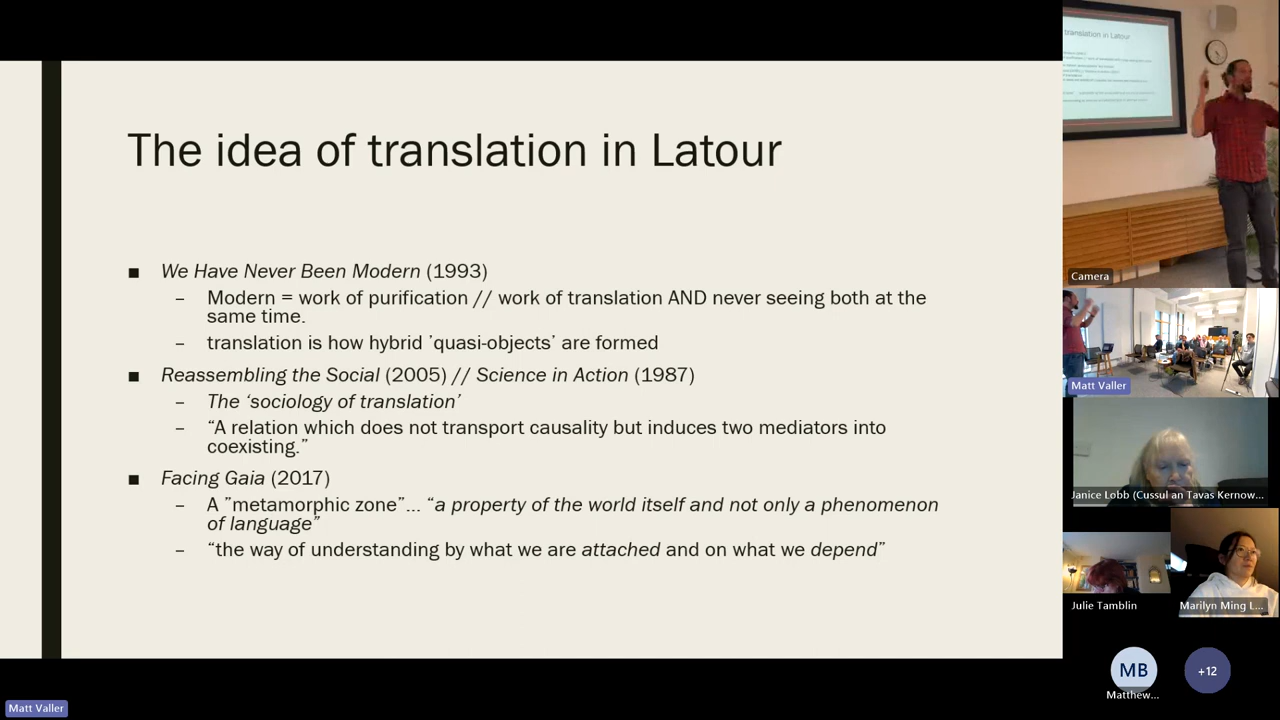 The idea of translation in Latour
■ We Have Never Been Modern (1993)
– Modern = work of purification // work of translation AND never seeing both at the
same time.
– translation is how hybrid 'quasi-objects' are formed
■ Reassembling the Social (2005) // Science in Action (1987)
– The ‘sociology of translation’
– “A relation which does not transport causality but induces two mediators into
coexisting.”
■ Facing Gaia (2017)
– A ”metamorphic zone”... “a property of the world itself and not only a phenomenon
of language”
– “the way of understanding by what we are attached and on what we depend”
translation in Latour
Camera
Matt Valler
Janice Lobb (Cussul an Tavas Kernow...
Julie Tamblin
Marilyn Ming L...
MB
Matthew...
+12
Matt Valler